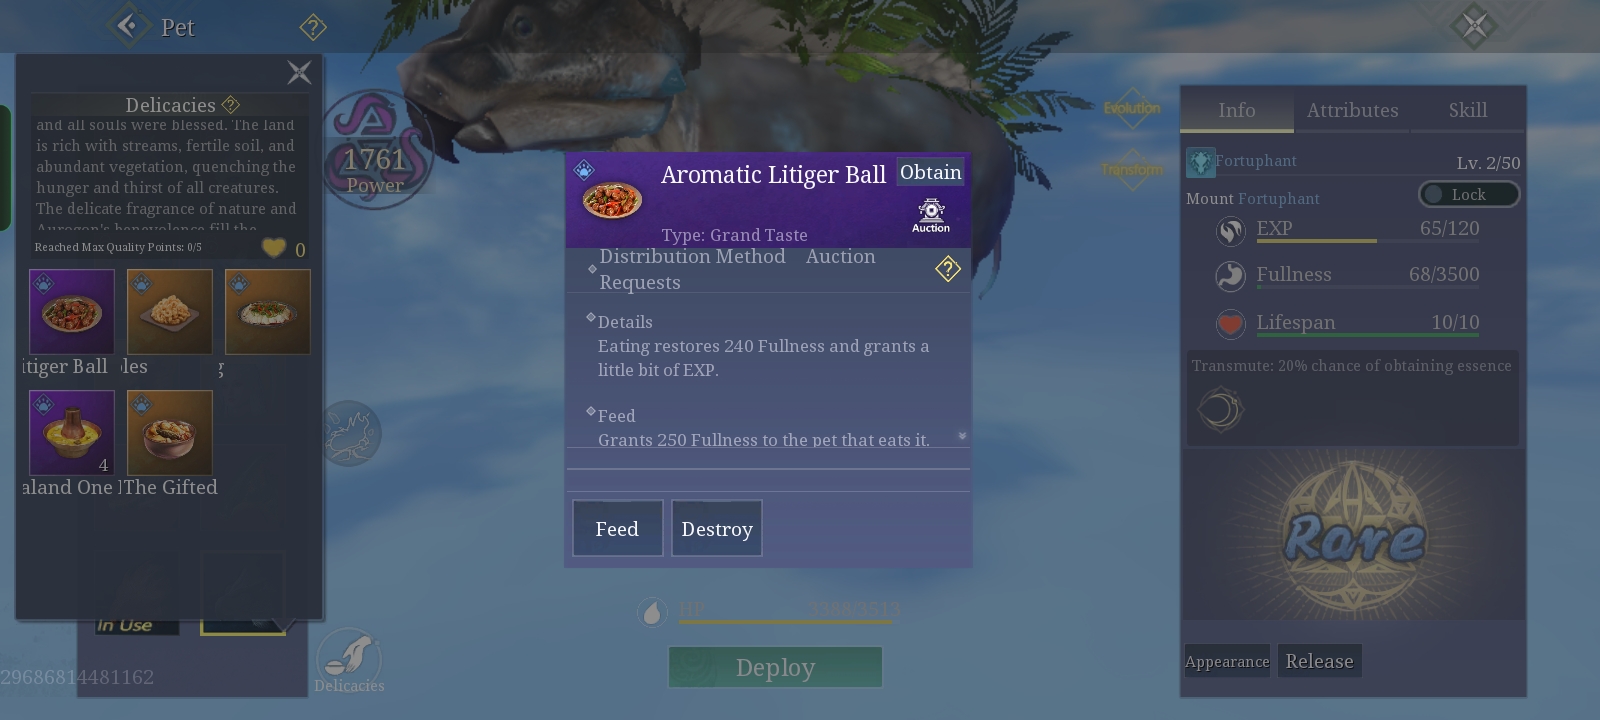 Pet
Delicacies
and all souls were blessed. The land
is rich with streams, fertile soil, and
abundant vegetation, quenching the
hunger and thirst of all creatures.
The delicate fragrance of nature and
Aurogon's benevolence fill the
Reached Max Quality Points: 0/5
0
itiger Ball
les
g
4
aland One
The Gifted
In Use
29686814481162
Delicacies
1761
Power
Aromatic Litiger Ball
Obtain
Auction
Type: Grand Taste
Distribution Method Auction
Requests
Details
Eating restores 240 Fullness and grants a
little bit of EXP.
Feed
Grants 250 Fullness to the pet that eats it.
Feed
Destroy
HP 3388/3513
Deploy
Evolution
Transform
Info
Attributes
Skill
Fortuphant
Lv. 2/50
Mount Fortuphant
Lock
EXP 65/120
Fullness 68/3500
Lifespan 10/10
Transmute: 20% chance of obtaining essence
Rare
Appearance
Release